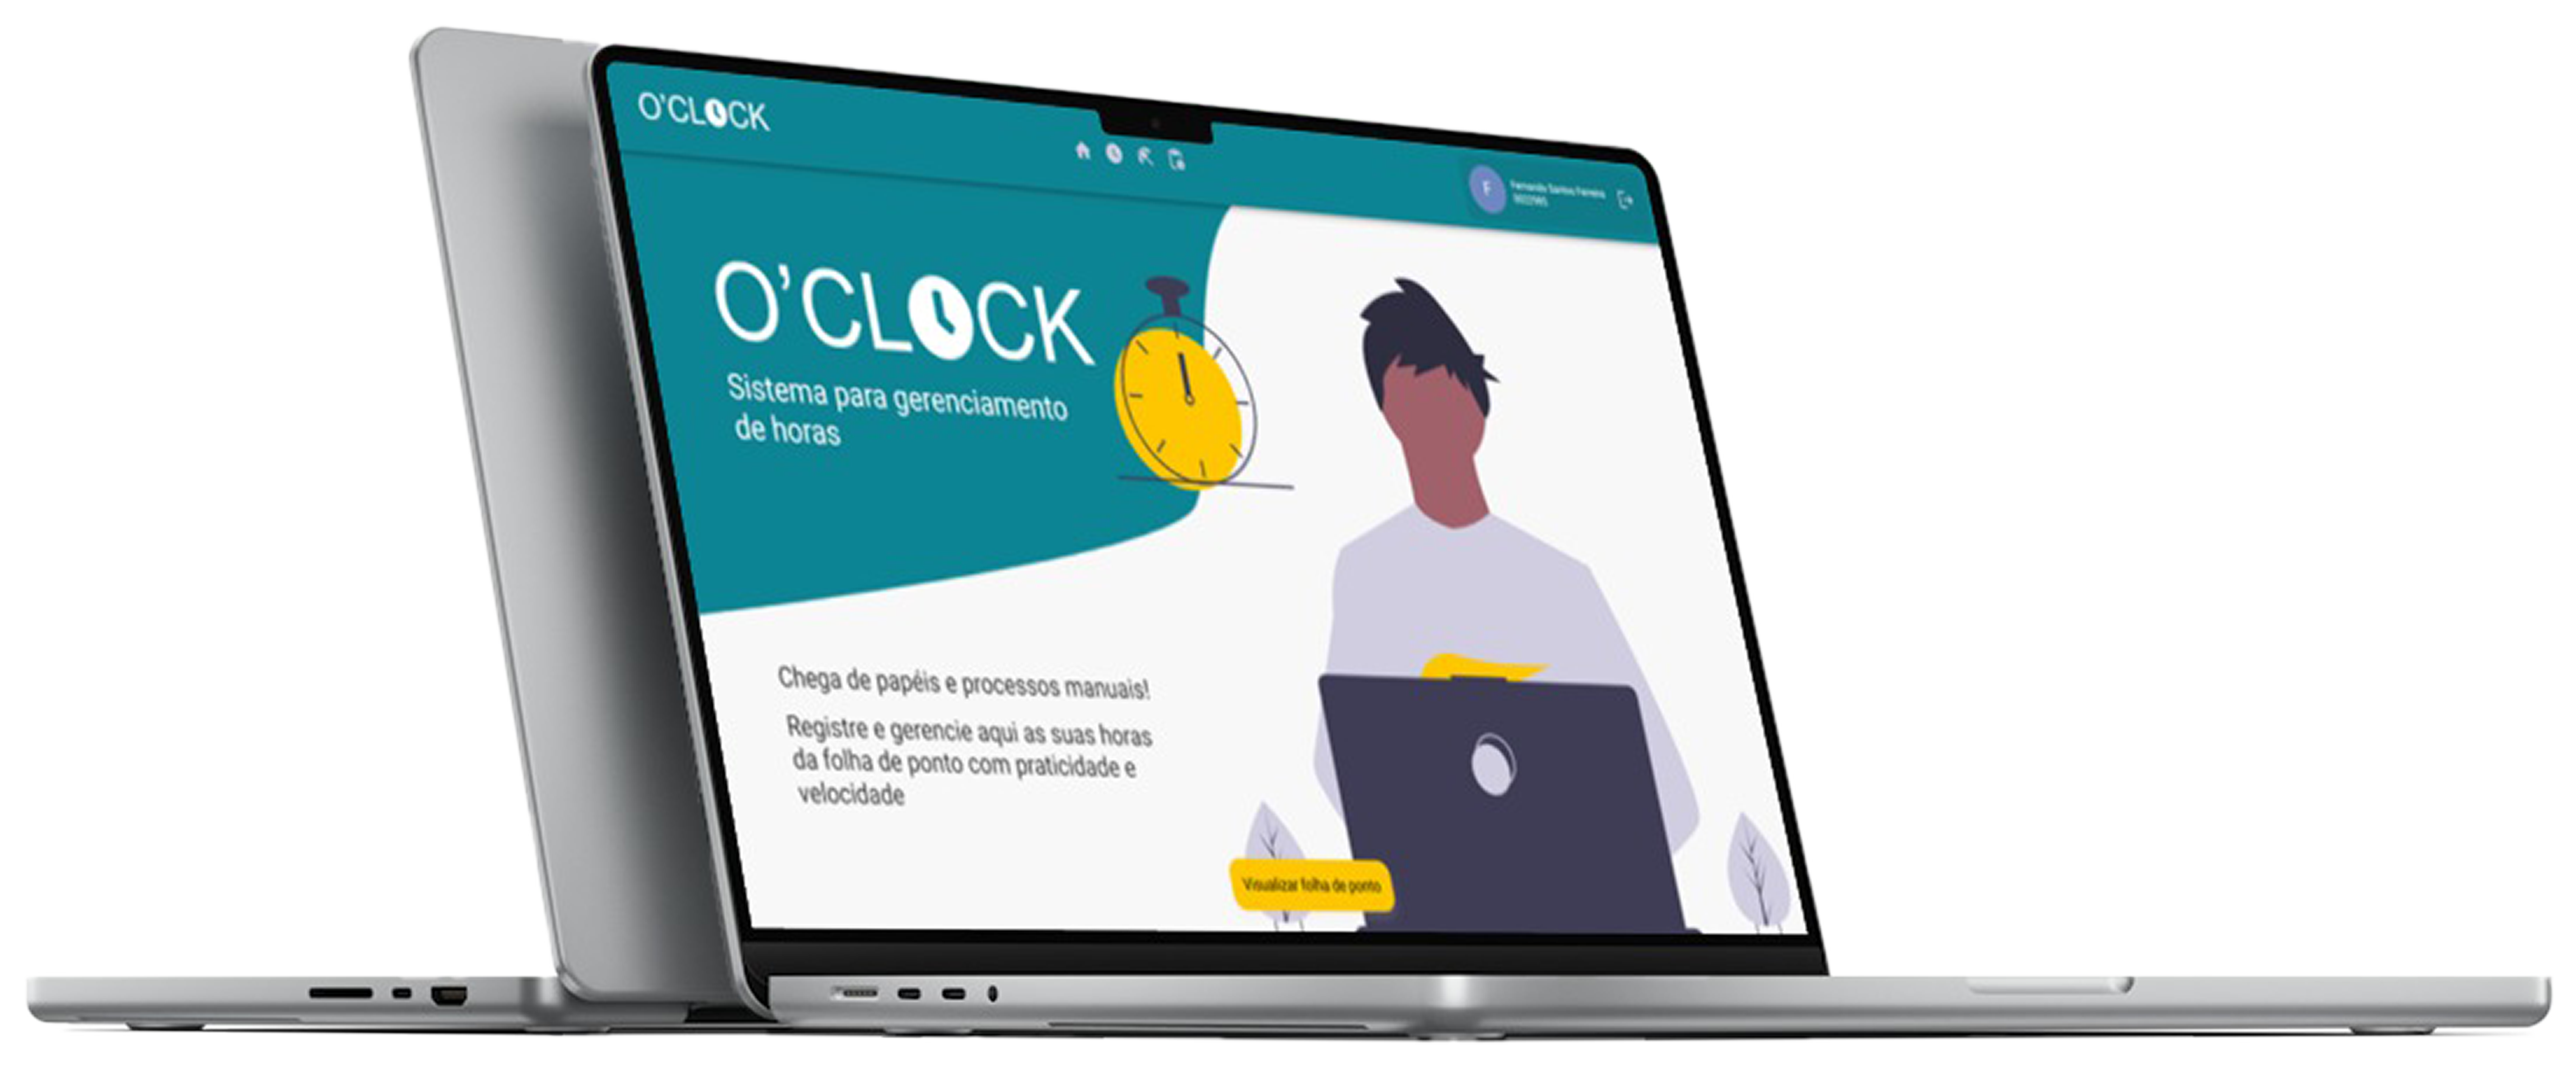 O'CLOCK
F
Fernando Santos Ferreira
O'CLOCK
Sistema para gerenciamento
de horas
Chega de papéis e processos manuais!
Registre e gerencie aqui as suas horas
da folha de ponto com praticidade e
velocidade
Visualizar folha de ponto